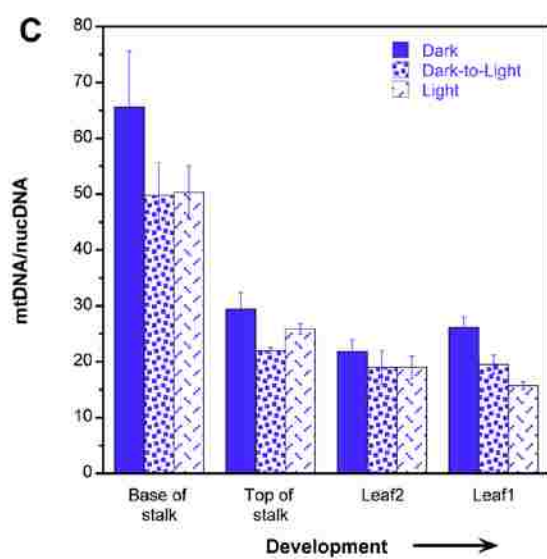 C
80
70
60
50
40
30
20
10
0
mtDNA/nucDNA
Dark
Dark-to-Light
Light
Base of
stalk
Top of
stalk
Leaf2
Leaf1
Development